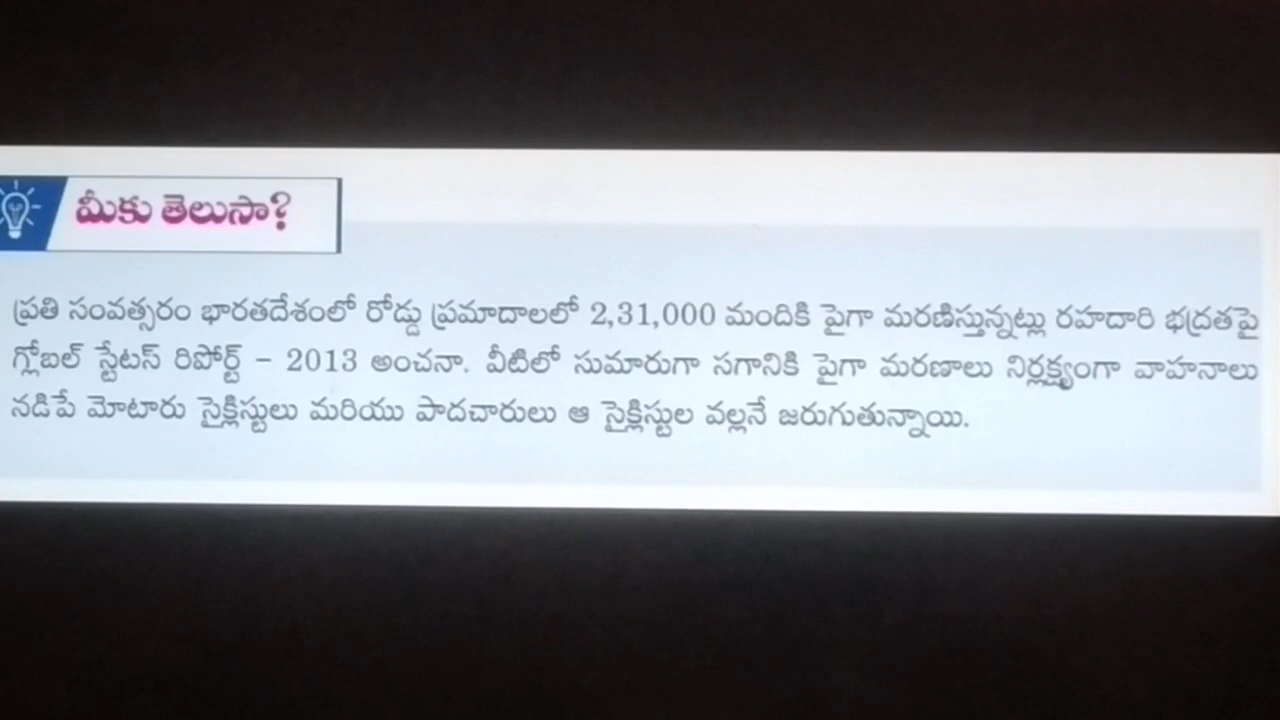 మీకు తెలుసా?
ప్రతి సంవత్సరం భారతదేశంలో రోడ్డు ప్రమాదాలలో 2,31,000 మందికి పైగా మరణిస్తున్నట్లు రహదారి భద్రతపై
గ్లోబల్ స్టేటస్ రిపోర్ట్ – 2013 అంచనా. వీటిలో సుమారుగా సగానికి పైగా మరణాలు నిర్లక్ష్యంగా వాహనాలు
నడిపే మోటారు సైక్లిస్టులు మరియు పాదచారులు ఆ సైక్లిస్టుల వల్లనే జరుగుతున్నాయి.